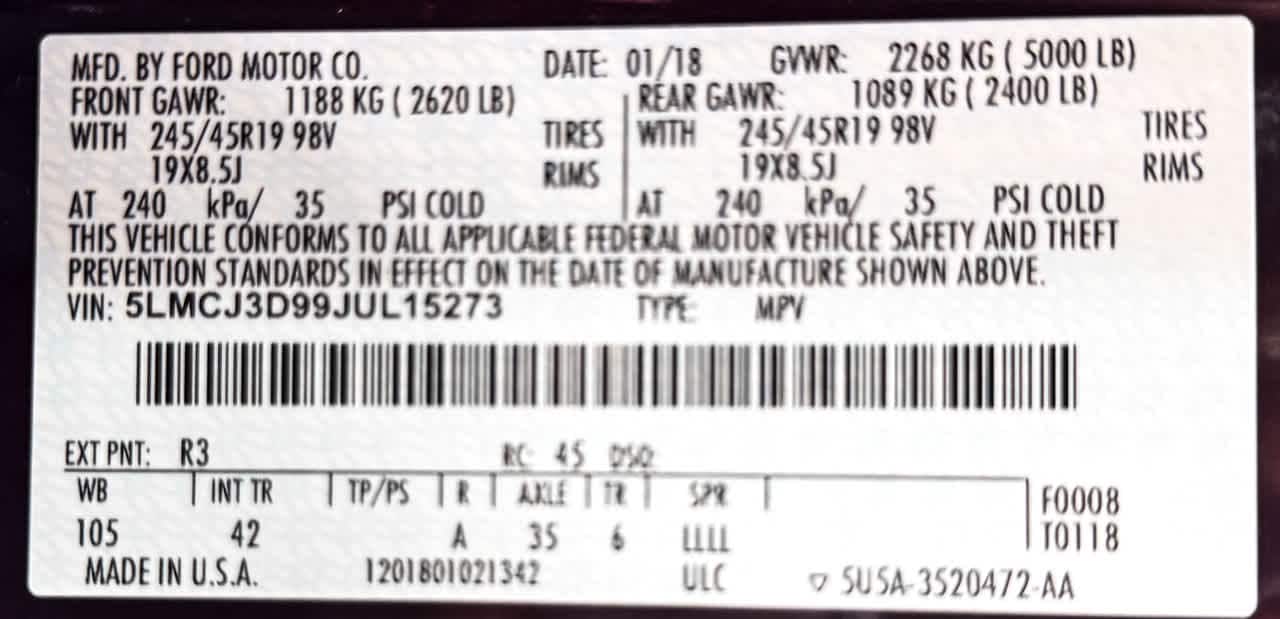 MFD. BY FORD MOTOR CO. DATE: 01/18 GVWR: 2268 KG ( 5000 LB)
FRONT GAWR: 1188 KG ( 2620 LB) REAR GAWR: 1089 KG ( 2400 LB)
WITH 245/45R19 98V TIRES WITH 245/45R19 98V TIRES
19X8.5J RIMS 19X8.5J RIMS
AT 240 kPa/ 35 PSI COLD AT 240 kPa/ 35 PSI COLD
THIS VEHICLE CONFORMS TO ALL APPLICABLE FEDERAL MOTOR VEHICLE SAFETY AND THEFT
PREVENTION STANDARDS IN EFFECT ON THE DATE OF MANUFACTURE SHOWN ABOVE.
VIN: 5LMCJ3D99JUL15273 TYPE: MPV
EXT PNT: R3 RC: 45 DSO:
WB INT TR TP/PS R AXLE TR SPR F0008
105 42 A 35 6 LLLL T0118
MADE IN U.S.A. 1201801021342 ULC ▽ 5U5A-3520472-AA